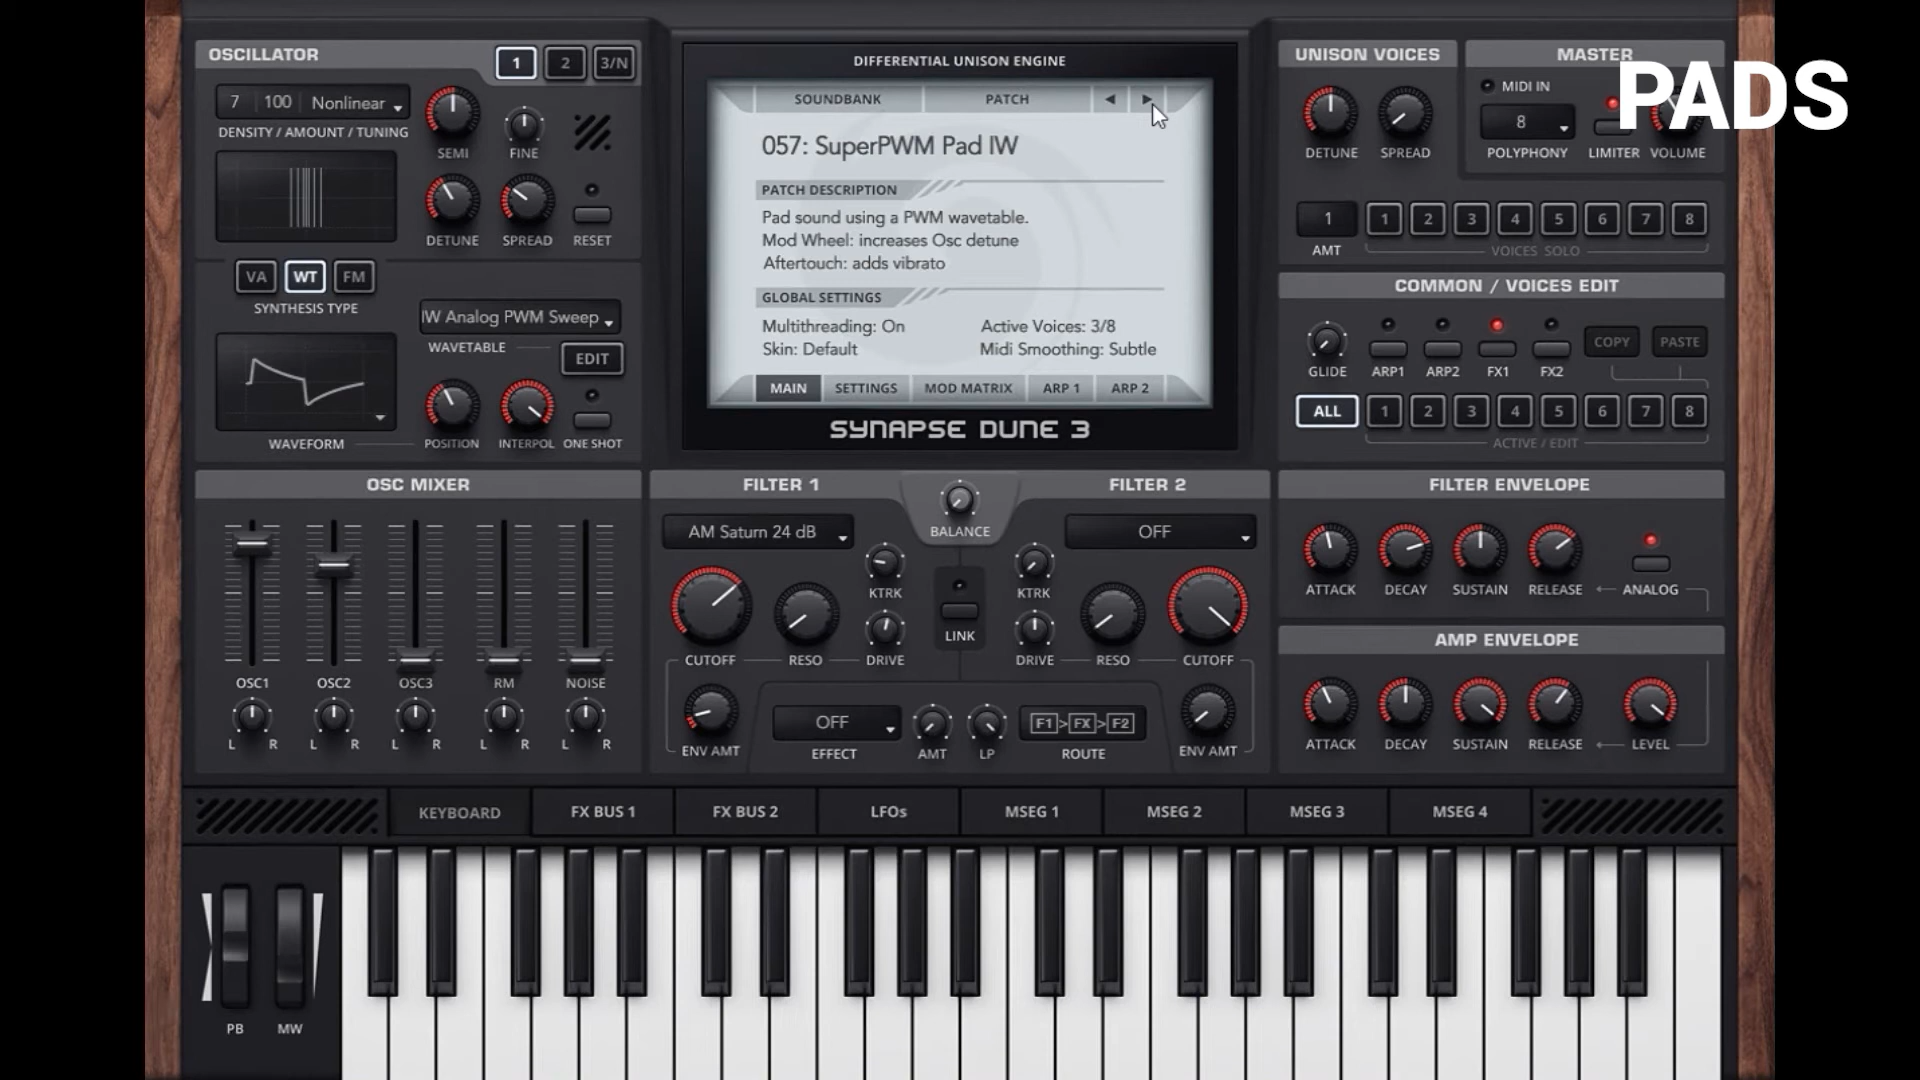 PADS
OSCILLATOR
1 2 3/N
7 100 Nonlinear
DENSITY / AMOUNT / TUNING
SEMI FINE
DETUNE SPREAD RESET
VA WT FM
SYNTHESIS TYPE
IW Analog PWM Sweep
WAVETABLE
EDIT
WAVEFORM
POSITION INTERPOL ONE SHOT
DIFFERENTIAL UNISON ENGINE
SOUNDBANK PATCH
057: SuperPWM Pad IW
PATCH DESCRIPTION
Pad sound using a PWM wavetable.
Mod Wheel: increases Osc detune
Aftertouch: adds vibrato
GLOBAL SETTINGS
Multithreading: On Active Voices: 3/8
Skin: Default Midi Smoothing: Subtle
MAIN SETTINGS MOD MATRIX ARP 1 ARP 2
SYNAPSE DUNE 3
UNISON VOICES
DETUNE SPREAD
MASTER
MIDI IN
8
POLYPHONY LIMITER VOLUME
1 1 2 3 4 5 6 7 8
AMT VOICES SOLO
COMMON / VOICES EDIT
GLIDE ARP1 ARP2 FX1 FX2 COPY PASTE
ALL 1 2 3 4 5 6 7 8
ACTIVE / EDIT
OSC MIXER
OSC1 OSC2 OSC3 RM NOISE
L R L R L R L R L R
FILTER 1
AM Saturn 24 dB
KTRK
CUTOFF RESO DRIVE
ENV AMT
BALANCE
LINK
FILTER 2
OFF
KTRK
DRIVE RESO CUTOFF
ENV AMT
OFF
EFFECT AMT LP
F1>FX>F2
ROUTE
FILTER ENVELOPE
ATTACK DECAY SUSTAIN RELEASE ANALOG
AMP ENVELOPE
ATTACK DECAY SUSTAIN RELEASE LEVEL
KEYBOARD FX BUS 1 FX BUS 2 LFOs MSEG 1 MSEG 2 MSEG 3 MSEG 4
PB MW